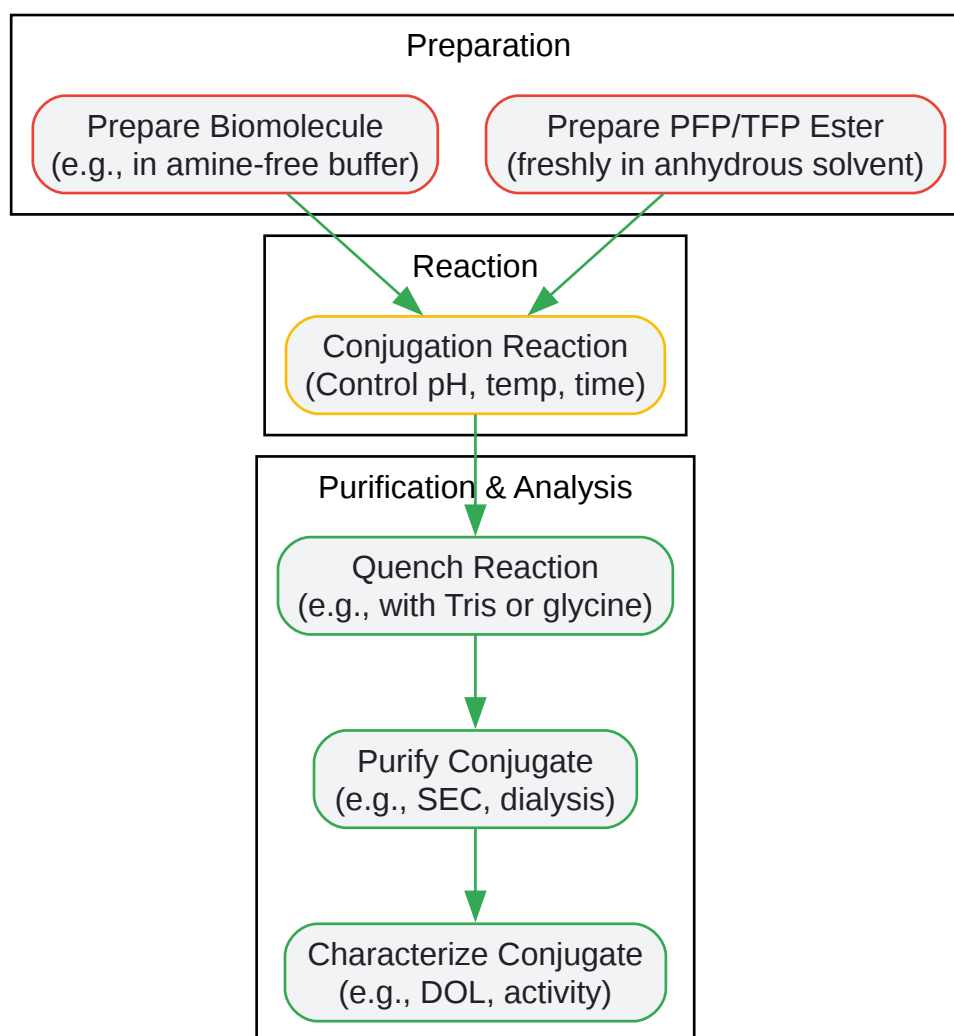 Preparation
Prepare Biomolecule
(e.g., in amine-free buffer)
Prepare PFP/TFP Ester
(freshly in anhydrous solvent)
Reaction
Conjugation Reaction
(Control pH, temp, time)
Purification & Analysis
Quench Reaction
(e.g., with Tris or glycine)
Purify Conjugate
(e.g., SEC, dialysis)
Characterize Conjugate
(e.g., DOL, activity)